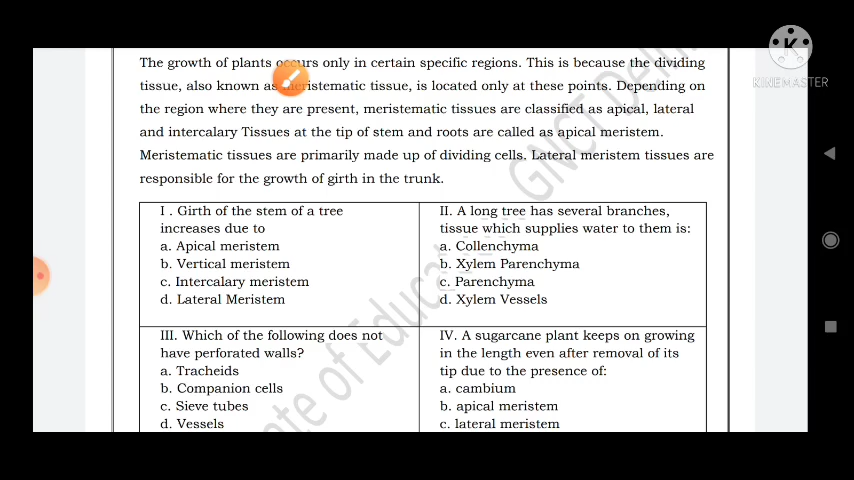 The growth of plants occurs only in certain specific regions. This is because the dividing
tissue, also known as meristematic tissue, is located only at these points. Depending on
the region where they are present, meristematic tissues are classified as apical, lateral
and intercalary Tissues at the tip of stem and roots are called as apical meristem.
Meristematic tissues are primarily made up of dividing cells. Lateral meristem tissues are
responsible for the growth of girth in the trunk.
I . Girth of the stem of a tree
increases due to
a. Apical meristem
b. Vertical meristem
c. Intercalary meristem
d. Lateral Meristem
II. A long tree has several branches,
tissue which supplies water to them is:
a. Collenchyma
b. Xylem Parenchyma
c. Parenchyma
d. Xylem Vessels
III. Which of the following does not
have perforated walls?
a. Tracheids
b. Companion cells
c. Sieve tubes
d. Vessels
IV. A sugarcane plant keeps on growing
in the length even after removal of its
tip due to the presence of:
a. cambium
b. apical meristem
c. lateral meristem
K
KINEMASTER